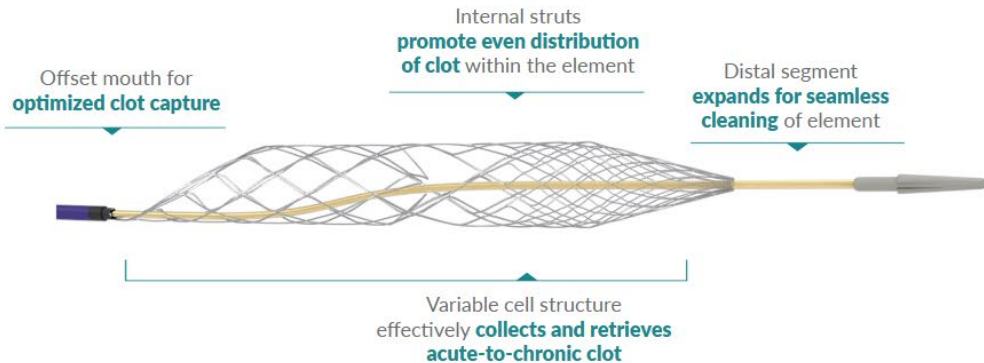 Internal struts
promote even distribution
of clot within the element
Offset mouth for
optimized clot capture
Distal segment
expands for seamless
cleaning of element
Variable cell structure
effectively collects and retrieves
acute-to-chronic clot